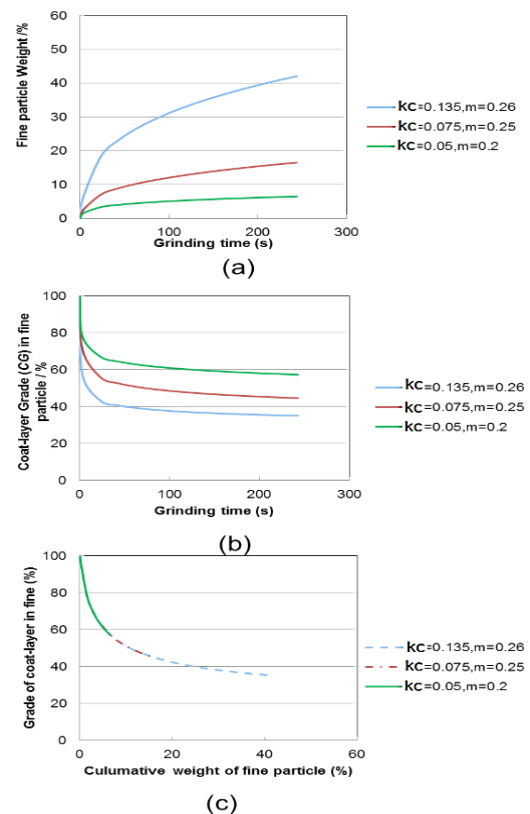 Fine particle Weight /%
60
50
40
30
20
10
0
0 100 200 300
Grinding time (s)
kc=0.135,m=0.26
kc=0.075,m=0.25
kc=0.05,m=0.2
(a)
Coat-layer Grade (CG) in fine
particle / %
100
80
60
40
20
0
0 100 200 300
Grinding time (s)
kc=0.135,m=0.26
kc=0.075,m=0.25
kc=0.05,m=0.2
(b)
Grade of coat-layer in fine (%)
100
80
60
40
20
0
0 20 40 60
Culumative weight of fine particle (%)
kc=0.135,m=0.26
kc=0.075,m=0.25
kc=0.05,m=0.2
(c)